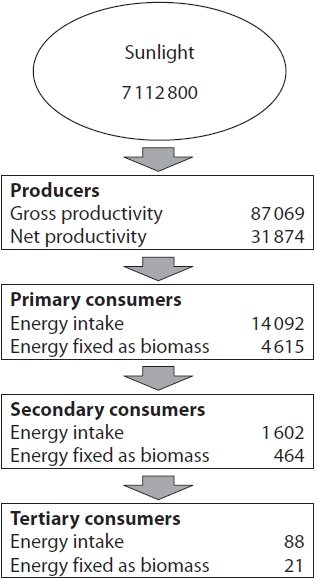 Sunlight
7 112 800
Producers
Gross productivity 87 069
Net productivity 31 874
Primary consumers
Energy intake 14 092
Energy fixed as biomass 4 615
Secondary consumers
Energy intake 1 602
Energy fixed as biomass 464
Tertiary consumers
Energy intake 88
Energy fixed as biomass 21